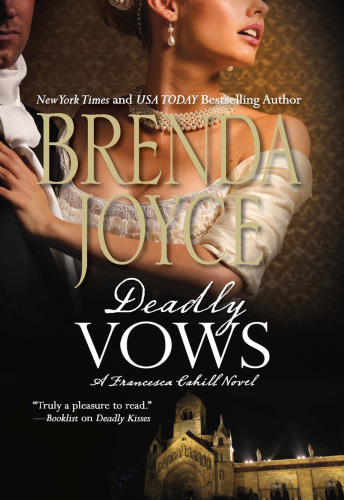 New York Times and USA TODAY Bestselling Author
BRENDA
JOYCE
Deadly
VOWS
A Francesca Cahill Novel
“Truly a pleasure to read.”
—Booklist on Deadly Kisses